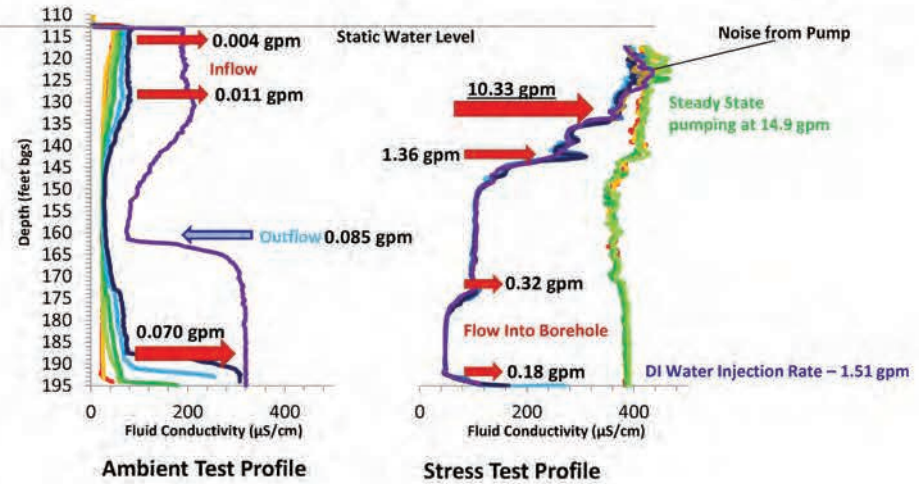 110
115
120
125
130
135
140
145
150
155
160
165
170
175
180
185
190
195
Depth (feet bgs)
0
200
400
Fluid Conductivity (µS/cm)
Ambient Test Profile
0.004 gpm
Inflow
0.011 gpm
Outflow 0.085 gpm
0.070 gpm
Static Water Level
Noise from Pump
10.33 gpm
Steady State
pumping at 14.9 gpm
1.36 gpm
0.32 gpm
Flow Into Borehole
0.18 gpm
DI Water Injection Rate – 1.51 gpm
0
200
400
Fluid Conductivity (µS/cm)
Stress Test Profile